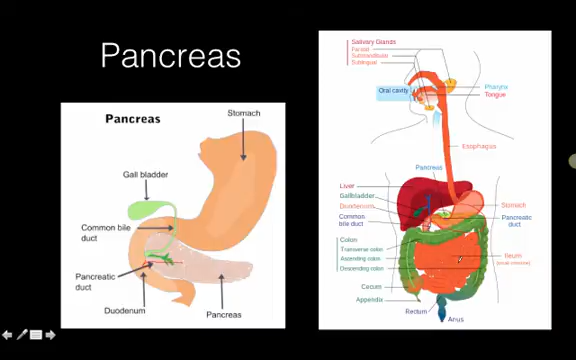 Pancreas
Pancreas
Stomach
Gall bladder
Common bile
duct
Pancreatic
duct
Duodenum
Pancreas
Salivary Glands
Parotid
Submandibular
Sublingual
Oral cavity
Pharynx
Tongue
Esophagus
Pancreas
Liver
Gallbladder
Duodenum
Common
bile duct
Stomach
Pancreatic
duct
Colon
Transverse colon
Ascending colon
Descending colon
Ileum
(small intestine)
Cecum
Appendix
Rectum
Anus